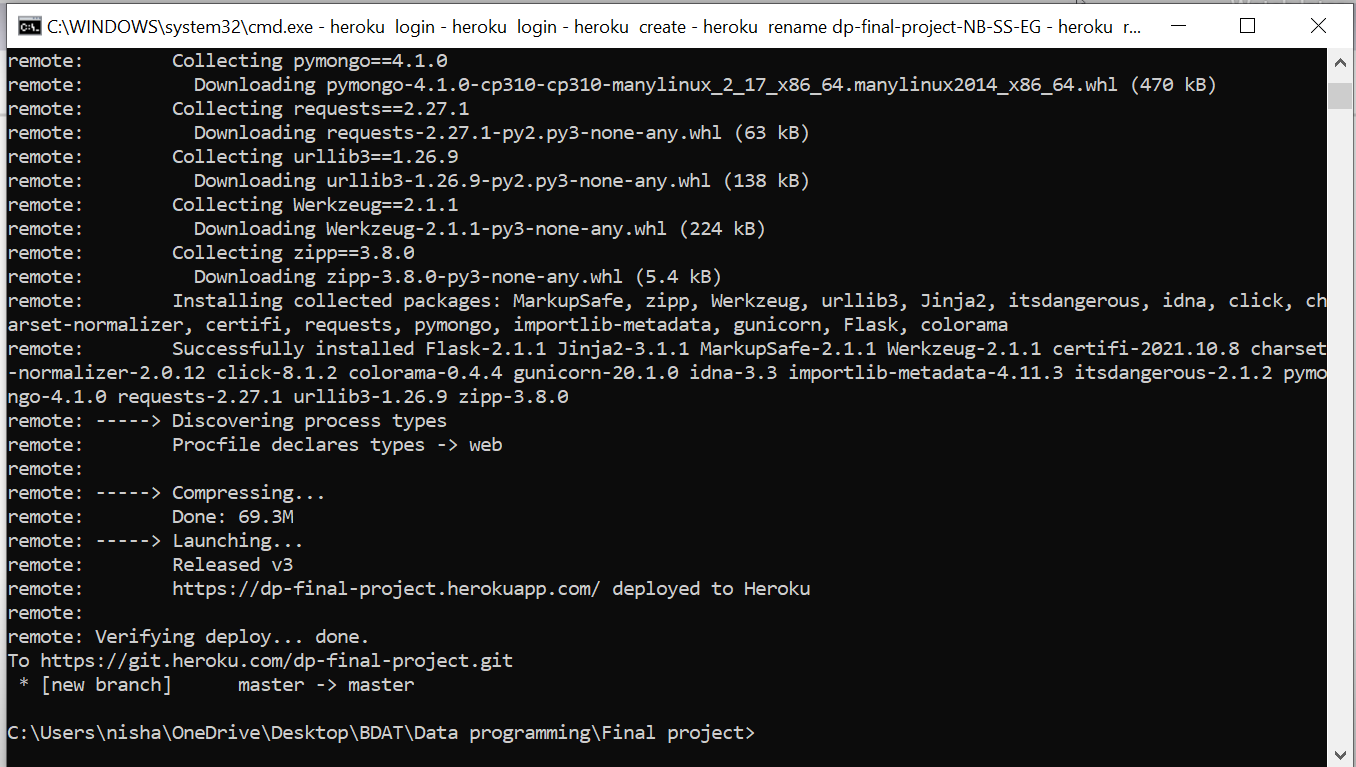 C:\WINDOWS\system32\cmd.exe - heroku  login - heroku  login - heroku  create - heroku  rename dp-final-project-NB-SS-EG - heroku  r...
remote:        Collecting pymongo==4.1.0
remote:          Downloading pymongo-4.1.0-cp310-cp310-manylinux_2_17_x86_64.manylinux2014_x86_64.whl (470 kB)
remote:        Collecting requests==2.27.1
remote:          Downloading requests-2.27.1-py2.py3-none-any.whl (63 kB)
remote:        Collecting urllib3==1.26.9
remote:          Downloading urllib3-1.26.9-py2.py3-none-any.whl (138 kB)
remote:        Collecting Werkzeug==2.1.1
remote:          Downloading Werkzeug-2.1.1-py3-none-any.whl (224 kB)
remote:        Collecting zipp==3.8.0
remote:          Downloading zipp-3.8.0-py3-none-any.whl (5.4 kB)
remote:        Installing collected packages: MarkupSafe, zipp, Werkzeug, urllib3, Jinja2, itsdangerous, idna, click, ch
arset-normalizer, certifi, requests, pymongo, importlib-metadata, gunicorn, Flask, colorama
remote:        Successfully installed Flask-2.1.1 Jinja2-3.1.1 MarkupSafe-2.1.1 Werkzeug-2.1.1 certifi-2021.10.8 charset
-normalizer-2.0.12 click-8.1.2 colorama-0.4.4 gunicorn-20.1.0 idna-3.3 importlib-metadata-4.11.3 itsdangerous-2.1.2 pymo
ngo-4.1.0 requests-2.27.1 urllib3-1.26.9 zipp-3.8.0
remote: -----> Discovering process types
remote:        Procfile declares types -> web
remote:
remote: -----> Compressing...
remote:        Done: 69.3M
remote: -----> Launching...
remote:        Released v3
remote:        https://dp-final-project.herokuapp.com/ deployed to Heroku
remote:
remote: Verifying deploy... done.
To https://git.heroku.com/dp-final-project.git
 * [new branch]      master -> master
C:\Users\nisha\OneDrive\Desktop\BDAT\Data programming\Final project>